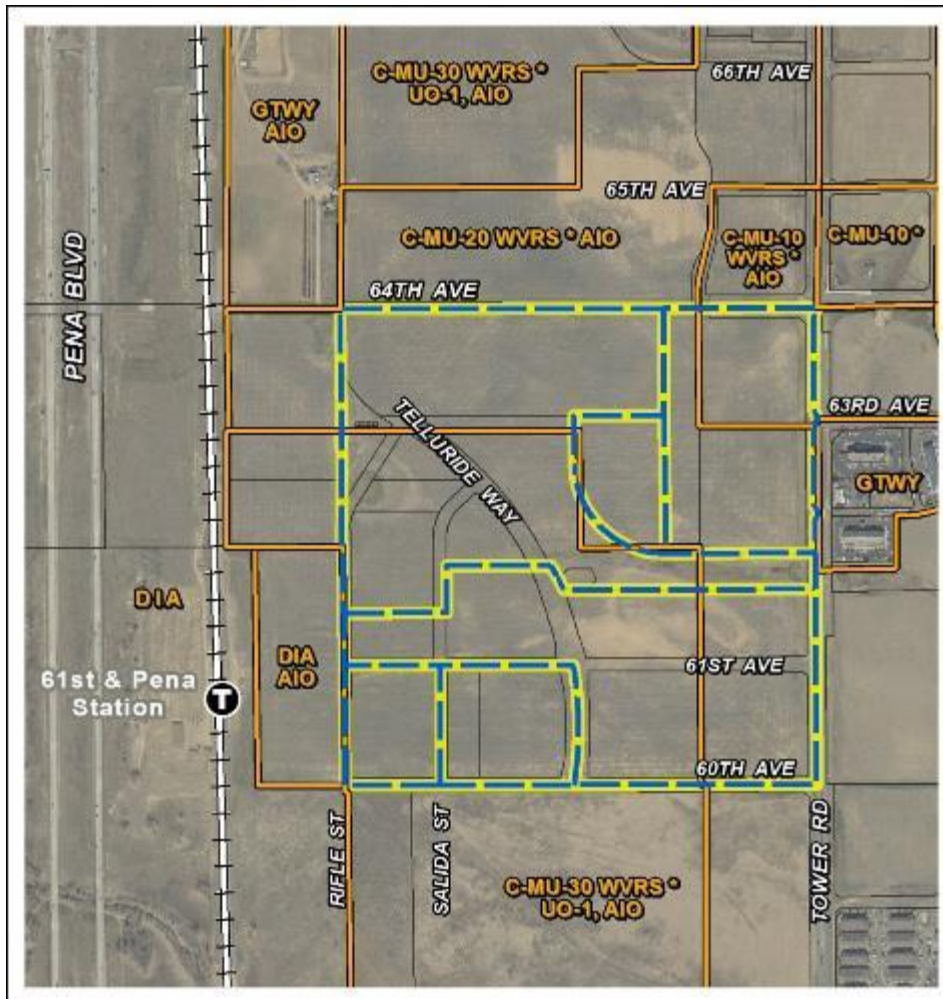 66TH AVE
C-MU-30 WVRS *
UO-1, AIO
GTWY
AIO
65TH AVE
C-MU-20 WVRS * AIO
C-MU-10
WVRS *
AIO
C-MU-10 *
PENA BLVD
64TH AVE
63RD AVE
TELLURIDE WAY
GTWY
DIA
DIA
AIO
61ST AVE
61st & Pena
Station
T
60TH AVE
RIFLE ST
SALIDA ST
TOWER RD
C-MU-30 WVRS *
UO-1, AIO